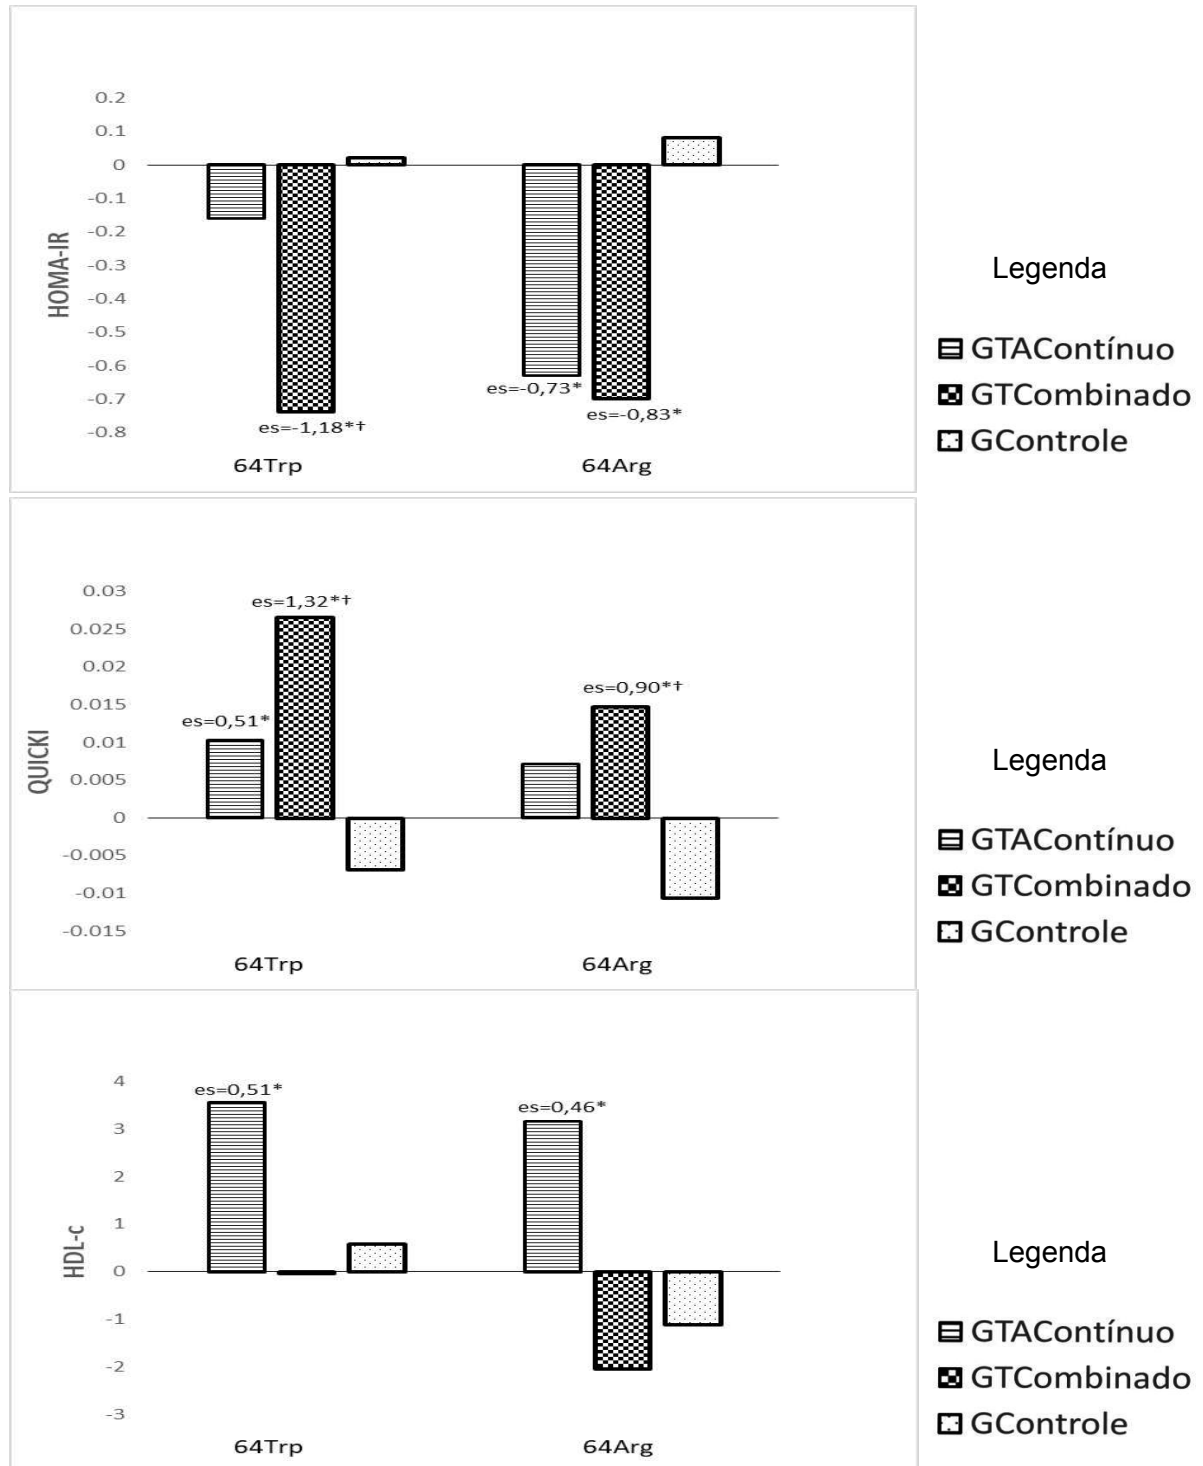 0.2
0.1
0
-0.1
-0.2
-0.3
-0.4
-0.5
-0.6
-0.7
-0.8
HOMA-IR
es=-1,18*†
es=-0,73*
es=-0,83*
64Trp
64Arg
Legenda
GTAContínuo
GTCombinado
GControle
0.03
0.025
0.02
0.015
0.01
0.005
0
-0.005
-0.01
-0.015
QUICKI
es=0,51*
es=1,32*†
es=0,90*†
64Trp
64Arg
Legenda
GTAContínuo
GTCombinado
GControle
4
3
2
1
0
-1
-2
-3
HDL-c
es=0,51*
es=0,46*
64Trp
64Arg
Legenda
GTAContínuo
GTCombinado
GControle